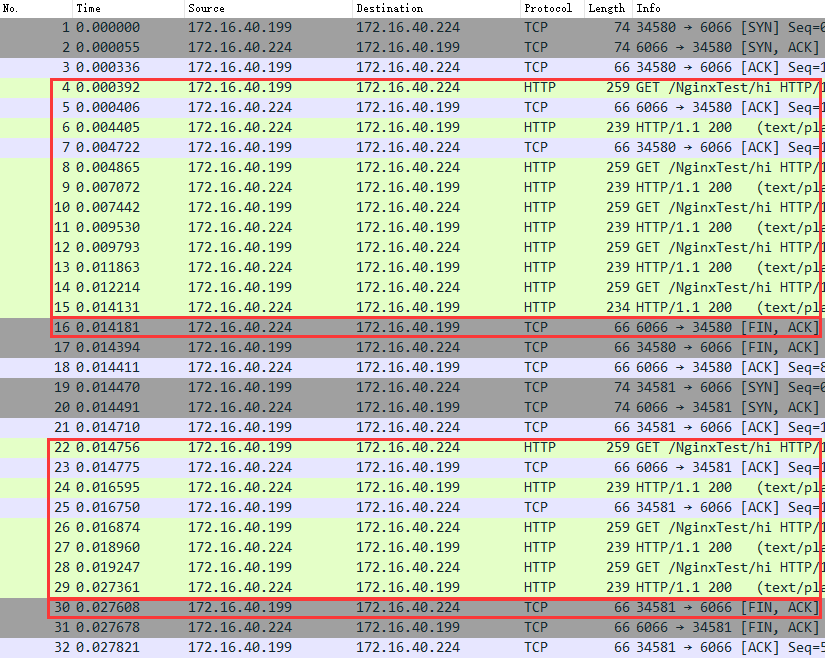 No. Time Source Destination Protocol Length Info
1 0.000000 172.16.40.199 172.16.40.224 TCP 74 34580 → 6066 [SYN] Seq=0
2 0.000055 172.16.40.224 172.16.40.199 TCP 74 6066 → 34580 [SYN, ACK]
3 0.000336 172.16.40.199 172.16.40.224 TCP 66 34580 → 6066 [ACK] Seq=1
4 0.000392 172.16.40.199 172.16.40.224 HTTP 259 GET /NginxTest/hi HTTP/1
5 0.000406 172.16.40.224 172.16.40.199 TCP 66 6066 → 34580 [ACK] Seq=1
6 0.004405 172.16.40.224 172.16.40.199 HTTP 239 HTTP/1.1 200 (text/pla
7 0.004722 172.16.40.199 172.16.40.224 TCP 66 34580 → 6066 [ACK] Seq=1
8 0.004865 172.16.40.199 172.16.40.224 HTTP 259 GET /NginxTest/hi HTTP/1
9 0.007072 172.16.40.224 172.16.40.199 HTTP 239 HTTP/1.1 200 (text/pla
10 0.007442 172.16.40.199 172.16.40.224 HTTP 259 GET /NginxTest/hi HTTP/1
11 0.009530 172.16.40.224 172.16.40.199 HTTP 239 HTTP/1.1 200 (text/pla
12 0.009793 172.16.40.199 172.16.40.224 HTTP 259 GET /NginxTest/hi HTTP/1
13 0.011863 172.16.40.224 172.16.40.199 HTTP 239 HTTP/1.1 200 (text/pla
14 0.012214 172.16.40.199 172.16.40.224 HTTP 259 GET /NginxTest/hi HTTP/1
15 0.014131 172.16.40.224 172.16.40.199 HTTP 234 HTTP/1.1 200 (text/pla
16 0.014181 172.16.40.224 172.16.40.199 TCP 66 6066 → 34580 [FIN, ACK]
17 0.014394 172.16.40.199 172.16.40.224 TCP 66 34580 → 6066 [FIN, ACK]
18 0.014411 172.16.40.224 172.16.40.199 TCP 66 6066 → 34580 [ACK] Seq=8
19 0.014470 172.16.40.199 172.16.40.224 TCP 74 34581 → 6066 [SYN] Seq=0
20 0.014491 172.16.40.224 172.16.40.199 TCP 74 6066 → 34581 [SYN, ACK]
21 0.014710 172.16.40.199 172.16.40.224 TCP 66 34581 → 6066 [ACK] Seq=1
22 0.014756 172.16.40.199 172.16.40.224 HTTP 259 GET /NginxTest/hi HTTP/1
23 0.014775 172.16.40.224 172.16.40.199 TCP 66 6066 → 34581 [ACK] Seq=1
24 0.016595 172.16.40.224 172.16.40.199 HTTP 239 HTTP/1.1 200 (text/pla
25 0.016750 172.16.40.199 172.16.40.224 TCP 66 34581 → 6066 [ACK] Seq=1
26 0.016874 172.16.40.199 172.16.40.224 HTTP 259 GET /NginxTest/hi HTTP/1
27 0.018960 172.16.40.224 172.16.40.199 HTTP 239 HTTP/1.1 200 (text/pla
28 0.019247 172.16.40.199 172.16.40.224 HTTP 259 GET /NginxTest/hi HTTP/1
29 0.027361 172.16.40.224 172.16.40.199 HTTP 239 HTTP/1.1 200 (text/pla
30 0.027608 172.16.40.199 172.16.40.224 TCP 66 34581 → 6066 [FIN, ACK]
31 0.027678 172.16.40.224 172.16.40.199 TCP 66 6066 → 34581 [FIN, ACK]
32 0.027821 172.16.40.199 172.16.40.224 TCP 66 34581 → 6066 [ACK] Seq=5